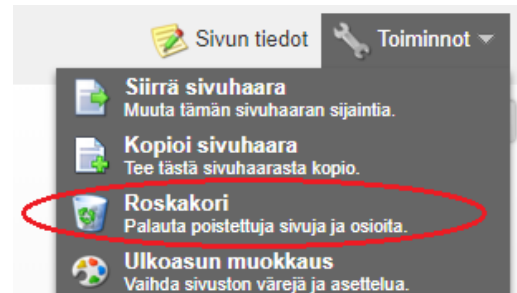 Sivun tiedot Toiminnot
Siirrä sivuhaara
Muuta tämän sivuhaaran sijaintia.
Kopioi sivuhaara
Tee tästä sivuhaarasta kopio.
Roskakori
Palauta poistettuja sivuja ja osioita.
Ulkoasun muokkaus
Vaihda sivuston värejä ja asettelua.